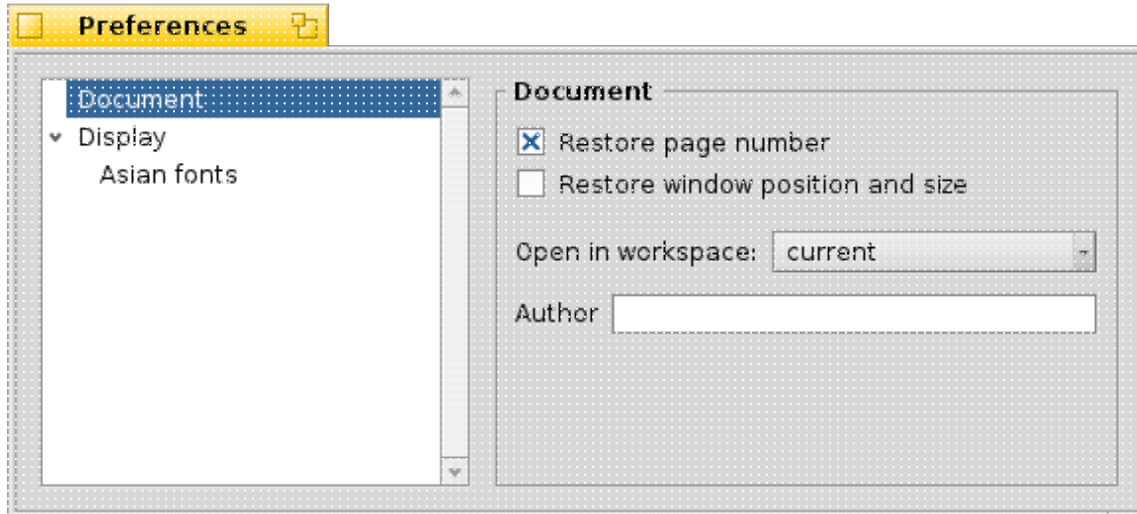 Preferences
Document
Display
Asian fonts
Document
Restore page number
Restore window position and size
Open in workspace: current
Author